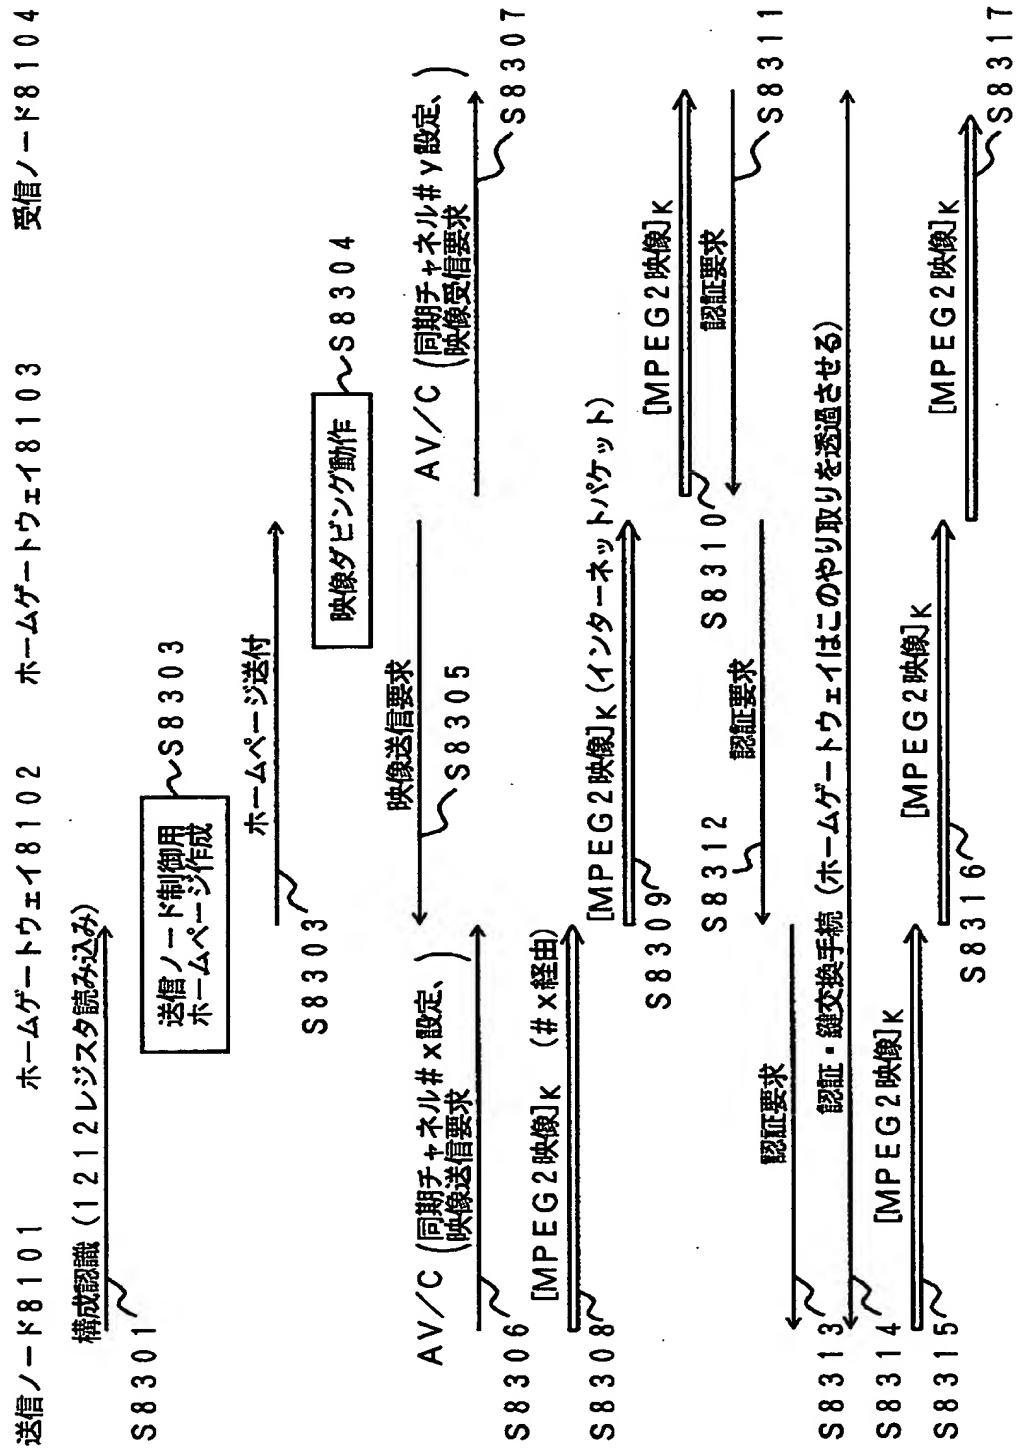 送信ノード8101
ホームゲートウェイ8102
ホームゲートウェイ8103
受信ノード8104
構成認識(1212レジスタ読み込み)
S8301
送信ノード制御用
ホームページ作成
S8303
ホームページ送付
S8303
映像ダビング動作
S8304
映像送信要求
S8305
AV/C (同期チャネル#x設定、)
(映像送信要求
S8306
AV/C (同期チャネル#y設定、)
(映像受信要求
S8307
[MPEG2映像]K (#x経由)
S8308
[MPEG2映像]K (インターネットパケット)
S8309
[MPEG2映像]K
S8310
認証要求
S8311
認証要求
S8312
認証要求
S8313
認証・鍵交換手続(ホームゲートウェイはこのやり取りを透過させる)
S8314
[MPEG2映像]K
S8315
[MPEG2映像]K
S8316
[MPEG2映像]K
S8317